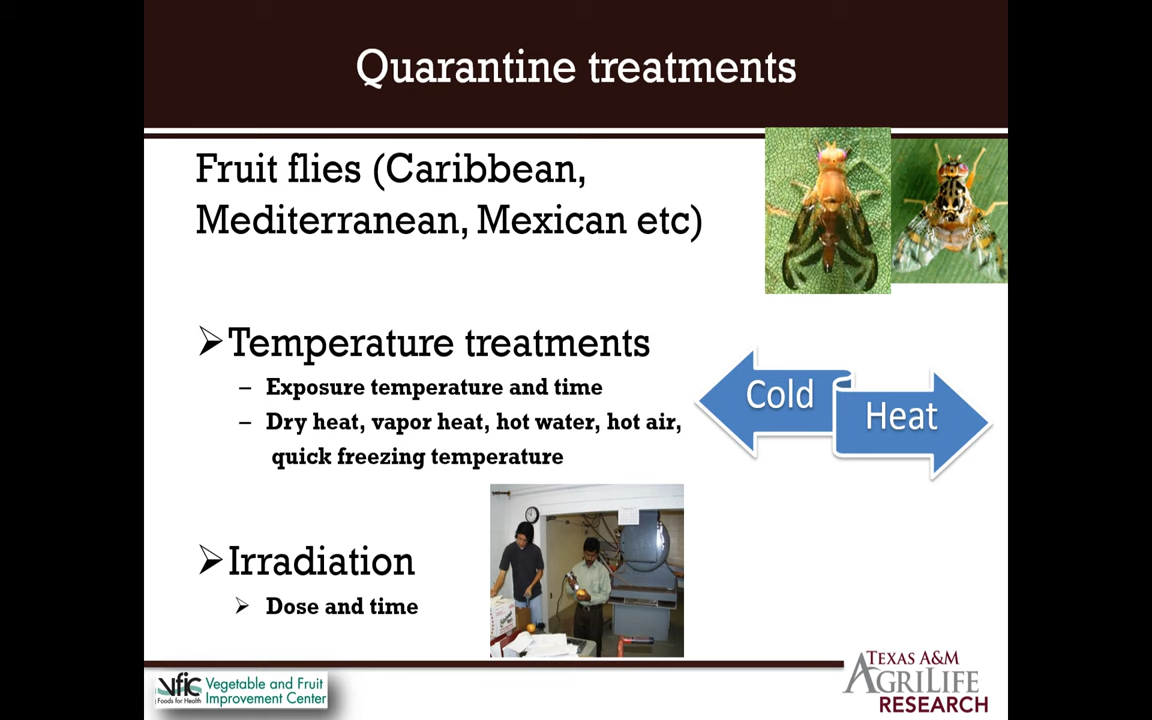 Quarantine treatments
Fruit flies (Caribbean,
Mediterranean, Mexican etc)
Temperature treatments
– Exposure temperature and time
– Dry heat, vapor heat, hot water, hot air,
quick freezing temperature
Cold
Heat
Irradiation
Dose and time
vfic
Foods for Health
Vegetable and Fruit
Improvement Center
TEXAS A&M
AGRILIFE
RESEARCH